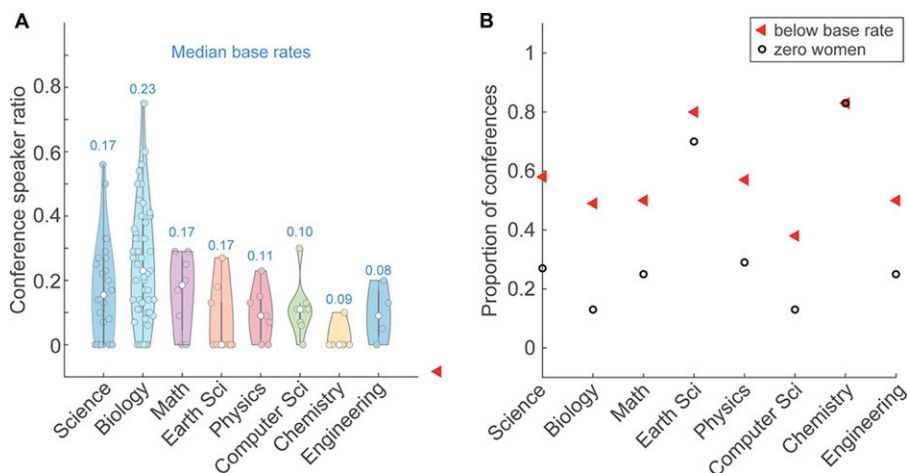 A
Median base rates
Conference speaker ratio
0.8
0.6
0.4
0.2
0
0.17
0.23
0.17
0.17
0.11
0.10
0.09
0.08
Science
Biology
Math
Earth Sci
Physics
Computer Sci
Chemistry
Engineering
B
below base rate
zero women
Proportion of conferences
1
0.8
0.6
0.4
0.2
0
Science
Biology
Math
Earth Sci
Physics
Computer Sci
Chemistry
Engineering